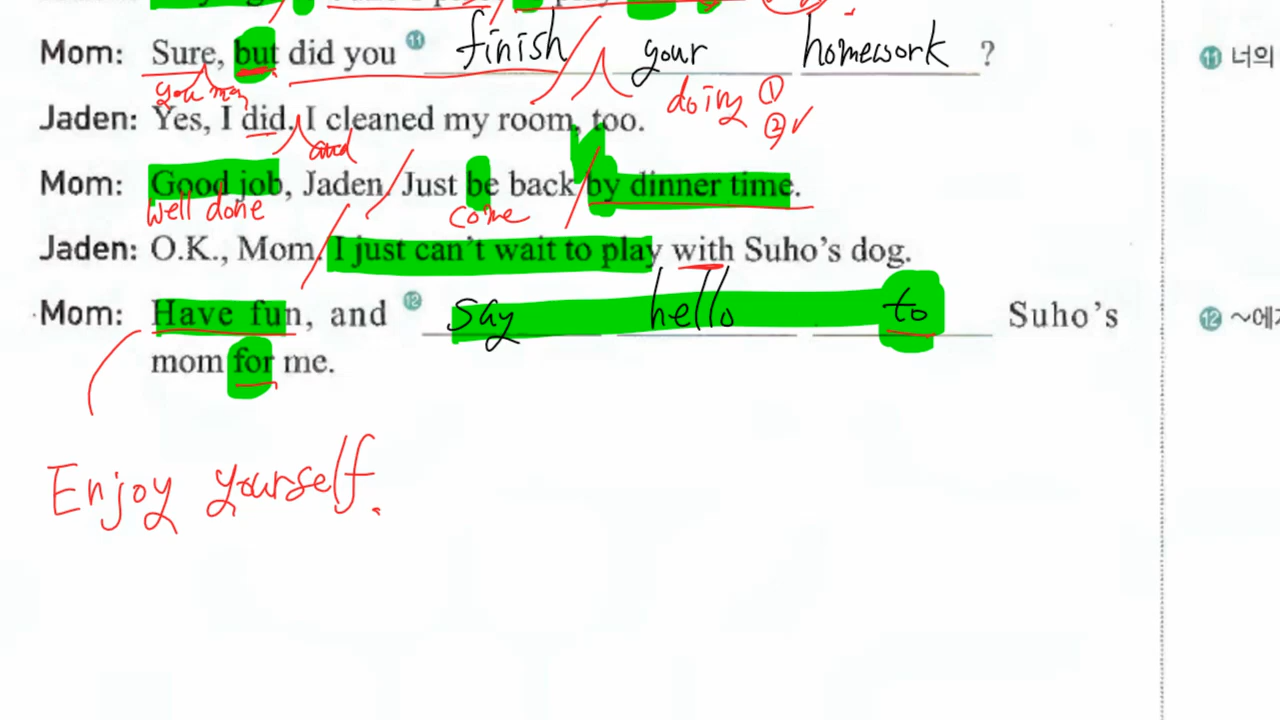 Mom: Sure, but did you ⑪ finish your homework ?
you may
doing ①
②✓
Jaden: Yes, I did. I cleaned my room, too.
and
Mom: Good job, Jaden. Just be back by dinner time.
well done come
Jaden: O.K., Mom. I just can't wait to play with Suho's dog.
Mom: Have fun, and ⑫ say hello to Suho's
mom for me.
Enjoy yourself.
⑪ 너의
⑫ ~에게